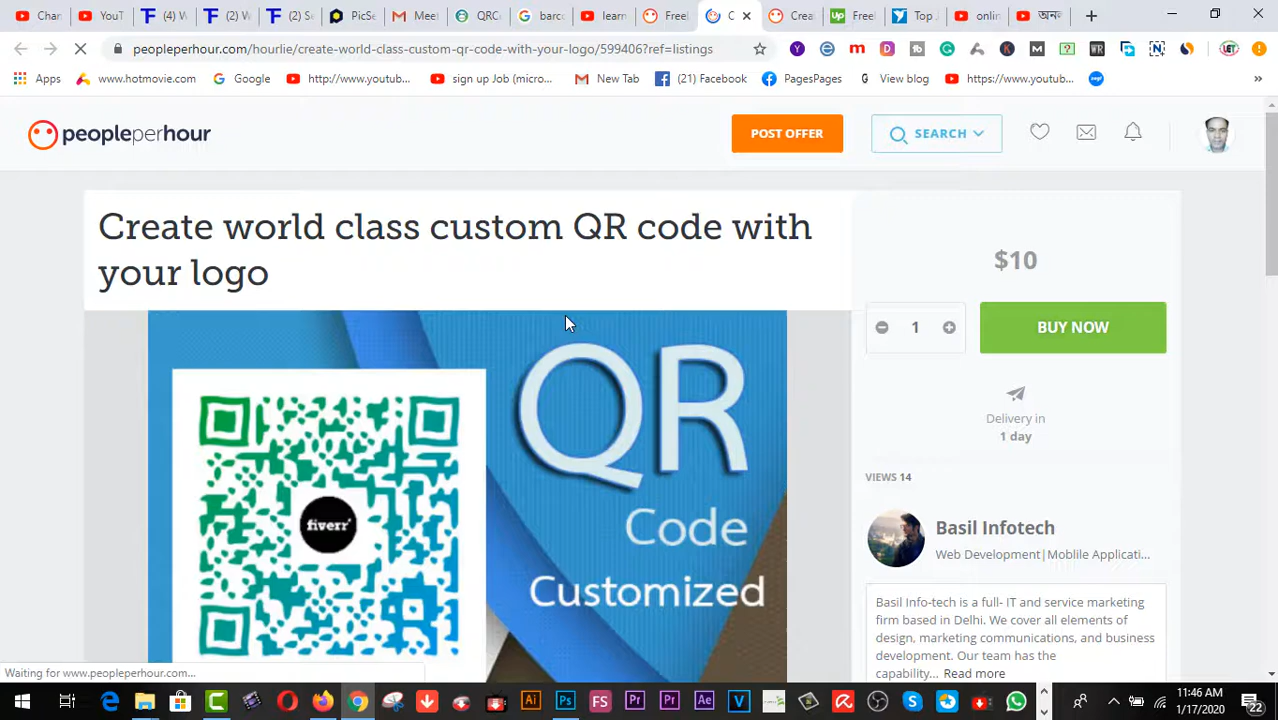 Chan
YouT
(4) V
(2) V
(2) S
PicSe
Meet
QRC
barco
learn
Freel
C
Crea
Freel
Top J
onlin
অনল
peopleperhour.com/hourlie/create-world-class-custom-qr-code-with-your-logo/599406?ref=listings
Apps
www.hotmovie.com
Google
http://www.youtub...
sign up Job (micro...
New Tab
(21) Facebook
PagesPages
View blog
https://www.youtub...
»
peopleperhour
POST OFFER
SEARCH
Create world class custom QR code with
your logo
$10
1
BUY NOW
QR
Code
Customized
fiverr
Delivery in
1 day
VIEWS 14
Basil Infotech
Web Development|Moblile Applicati...
Basil Info-tech is a full- IT and service marketing
firm based in Delhi. We cover all elements of
design, marketing communications, and business
development. Our team has the
capability... Read more
Waiting for www.peopleperhour.com...
11:46 AM
1/17/2020
22